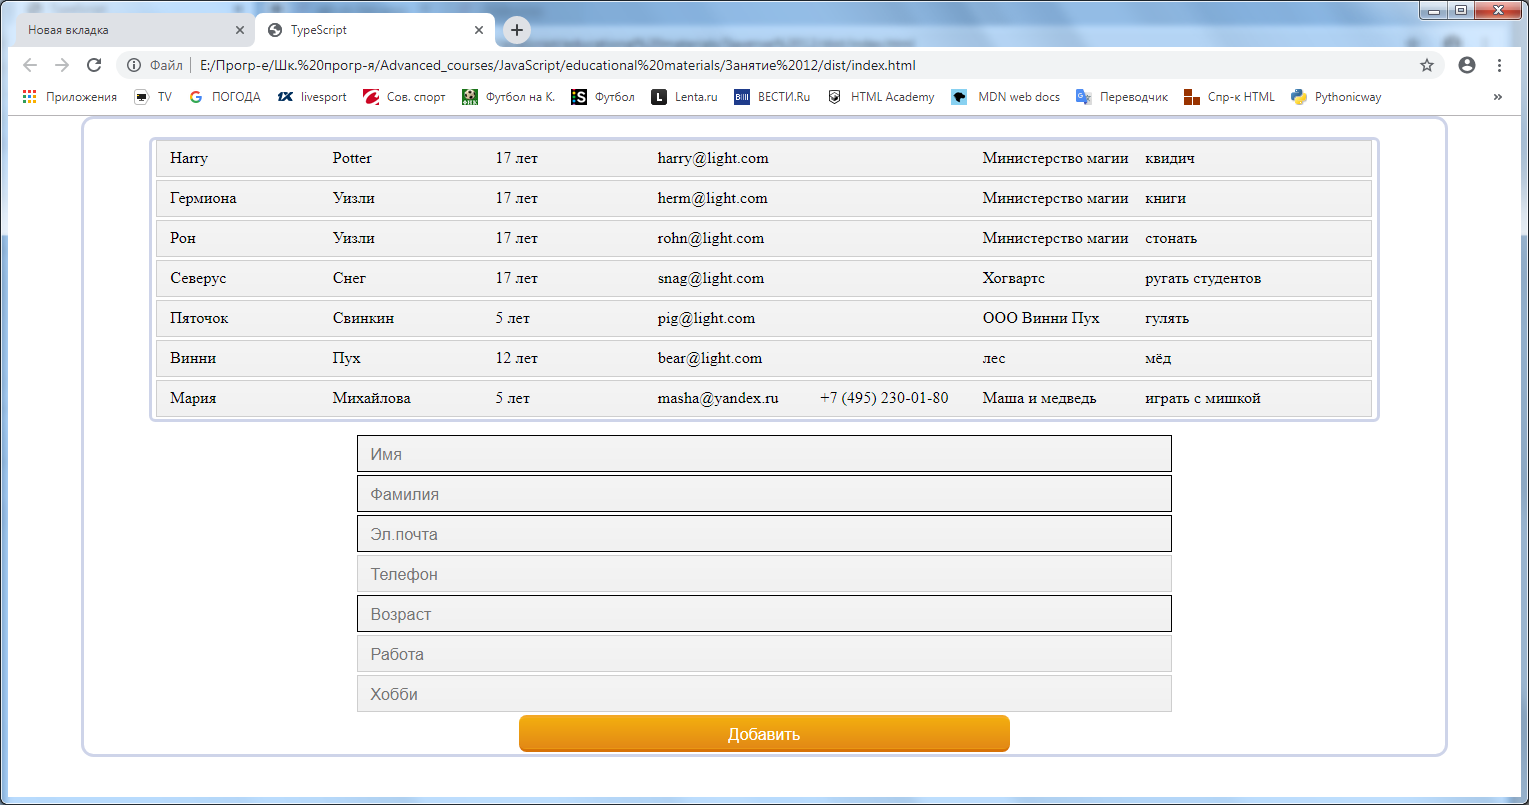 Новая вкладка
TypeScript
Файл
E:/Прогр-е/Шк.%20прогр-я/Advanced_courses/JavaScript/educational%20materials/Занятие%2012/dist/index.html
Приложения TV ПОГОДА livesport Сов. спорт Футбол на К. Футбол Lenta.ru ВЕСТИ.Ru HTML Academy MDN web docs Переводчик Спр-к HTML Pythonicway »
Harry Potter 17 лет harry@light.com Министерство магии квидич
Гермиона Уизли 17 лет herm@light.com Министерство магии книги
Рон Уизли 17 лет rohn@light.com Министерство магии стонать
Северус Снег 17 лет snag@light.com Хогвартс ругать студентов
Пяточок Свинкин 5 лет pig@light.com ООО Винни Пух гулять
Винни Пух 12 лет bear@light.com лес мёд
Мария Михайлова 5 лет masha@yandex.ru +7 (495) 230-01-80 Маша и медведь играть с мишкой
Имя
Фамилия
Эл.почта
Телефон
Возраст
Работа
Хобби
Добавить